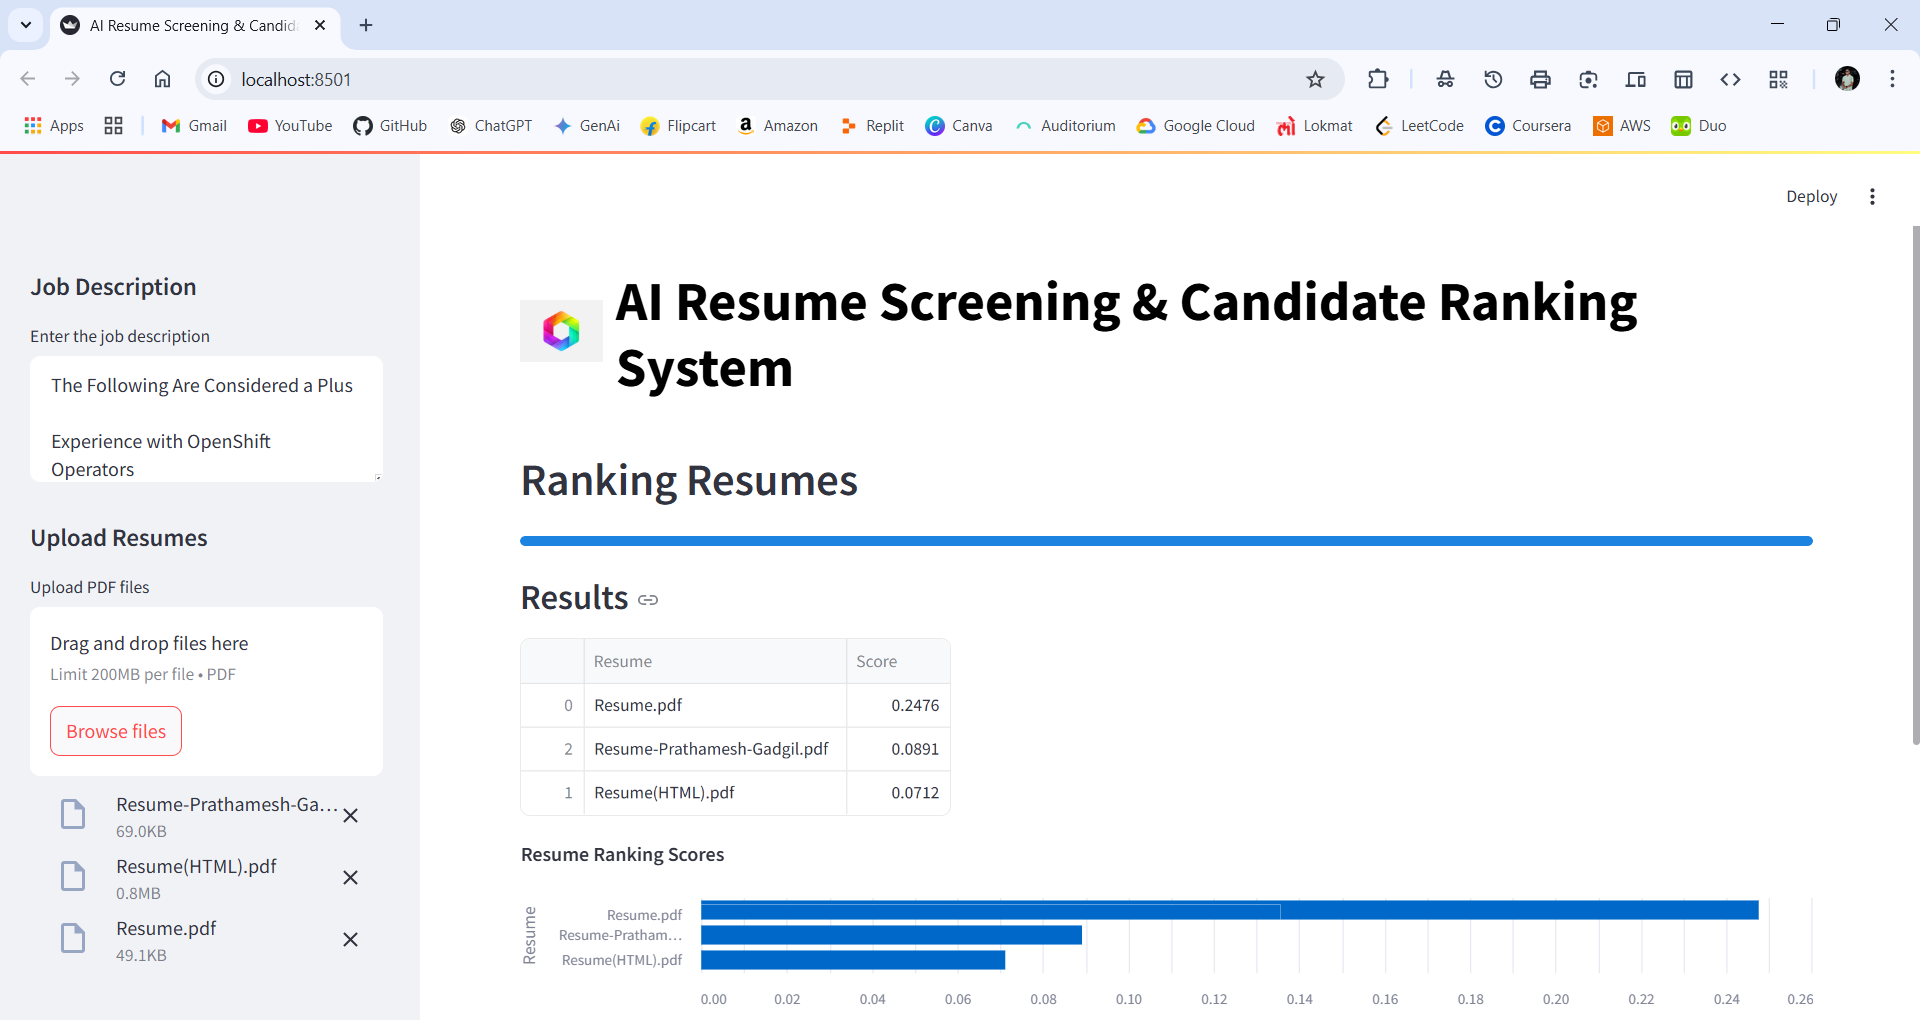 AI Resume Screening & Candid
localhost:8501
Apps
Gmail
YouTube
GitHub
ChatGPT
GenAi
Flipcart
Amazon
Replit
Canva
Auditorium
Google Cloud
Lokmat
LeetCode
Coursera
AWS
Duo
Deploy
Job Description
Enter the job description
The Following Are Considered a Plus
Experience with OpenShift
Operators
Upload Resumes
Upload PDF files
Drag and drop files here
Limit 200MB per file • PDF
Browse files
Resume-Prathamesh-Ga...
69.0KB
Resume(HTML).pdf
0.8MB
Resume.pdf
49.1KB
AI Resume Screening & Candidate Ranking
System
Ranking Resumes
Results
Resume Score
0 Resume.pdf 0.2476
2 Resume-Prathamesh-Gadgil.pdf 0.0891
1 Resume(HTML).pdf 0.0712
Resume Ranking Scores
Resume
Resume.pdf
Resume-Pratham...
Resume(HTML).pdf
0.00 0.02 0.04 0.06 0.08 0.10 0.12 0.14 0.16 0.18 0.20 0.22 0.24 0.26